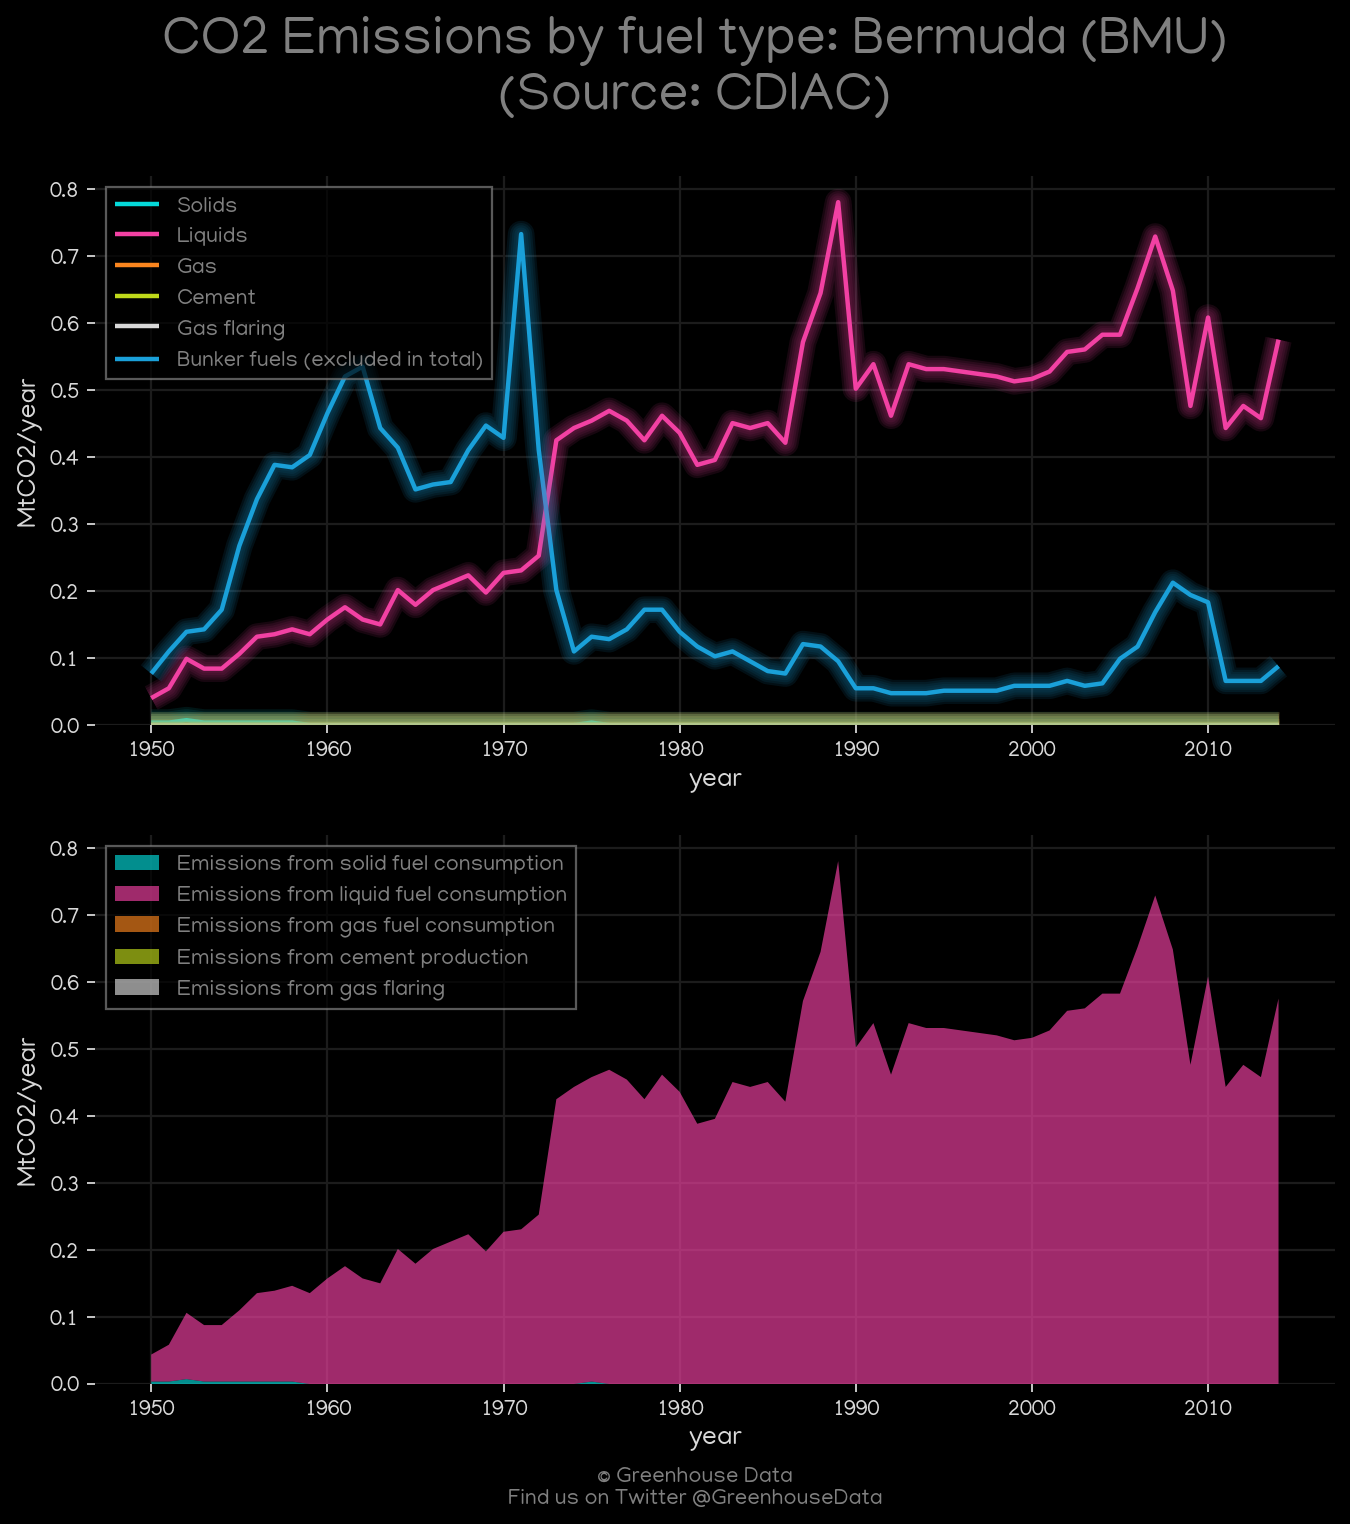 CO2 Emissions by fuel type: Bermuda (BMU)
(Source: CDIAC)
0.8
0.7
0.6
0.5
0.4
0.3
0.2
0.1
0.0
MtCO2/year
Solids
Liquids
Gas
Cement
Gas flaring
Bunker fuels (excluded in total)
1950 1960 1970 1980 1990 2000 2010
year
0.8
0.7
0.6
0.5
0.4
0.3
0.2
0.1
0.0
MtCO2/year
Emissions from solid fuel consumption
Emissions from liquid fuel consumption
Emissions from gas fuel consumption
Emissions from cement production
Emissions from gas flaring
1950 1960 1970 1980 1990 2000 2010
year
© Greenhouse Data
Find us on Twitter @GreenhouseData